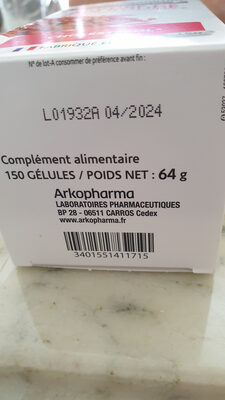 FABRIQUÉ E
N° de lot-A consommer de préférence avant fin :
L01932A 04/2024
Complément alimentaire
150 GÉLULES / POIDS NET : 64 g
Arkopharma
LABORATOIRES PHARMACEUTIQUES
BP 28 - 06511 CARROS Cedex
www.arkopharma.fr
3401551411715